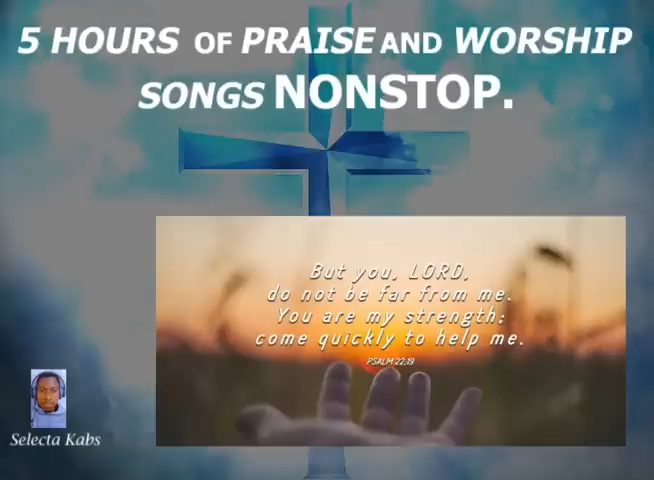 5 HOURS OF PRAISE AND WORSHIP
SONGS NONSTOP.
But you, LORD,
do not be far from me.
You are my strength;
come quickly to help me.
PSALM 22:19
Selecta Kabs